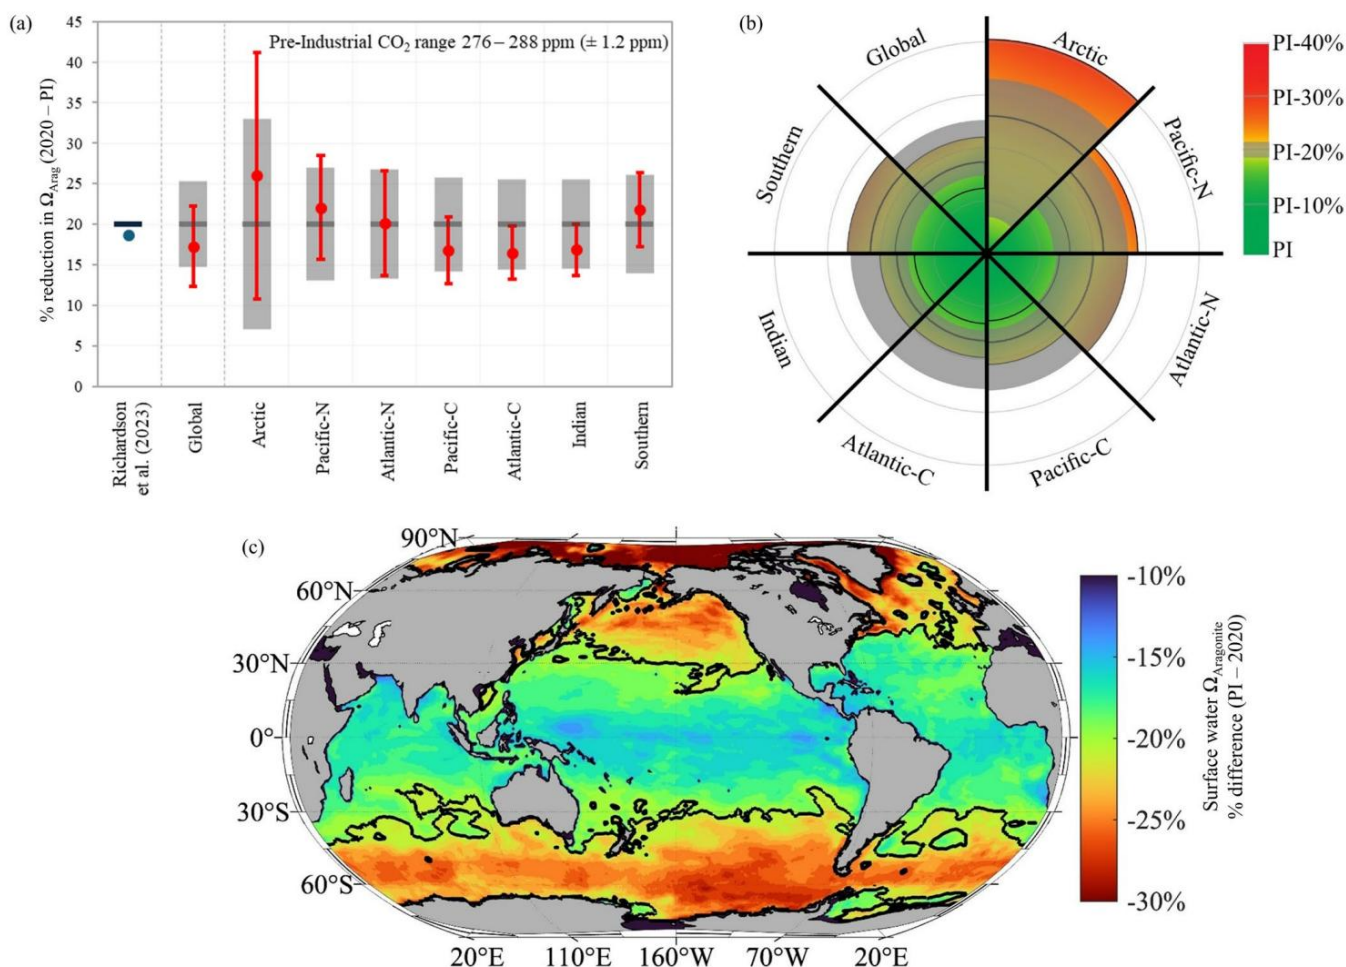 (a)
Pre-Industrial CO₂ range 276 – 288 ppm (± 1.2 ppm)
% reduction in Ω_Arag (2020 – PI)
45
40
35
30
25
20
15
10
5
0
Richardson
et al. (2023)
Global
Arctic
Pacific-N
Atlantic-N
Pacific-C
Atlantic-C
Indian
Southern
(b)
Global
Arctic
Pacific-N
Atlantic-N
Pacific-C
Atlantic-C
Indian
Southern
PI-40%
PI-30%
PI-20%
PI-10%
PI
(c)
90°N
60°N
30°N
0°
30°S
60°S
20°E 110°E 160°W 70°W 20°E
-10%
-15%
-20%
-25%
-30%
Surface water Ω_Aragonite
% difference (PI – 2020)